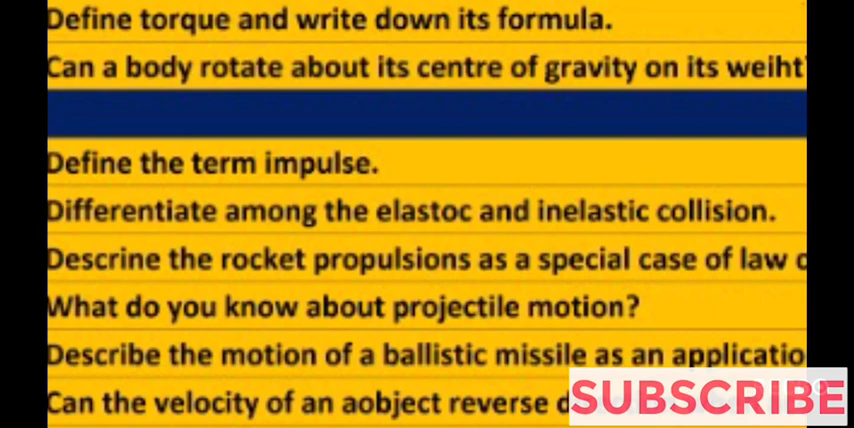 Define torque and write down its formula.
Can a body rotate about its centre of gravity on its weiht
Define the term impulse.
Differentiate among the elastoc and inelastic collision.
Descrine the rocket propulsions as a special case of law
What do you know about projectile motion?
Describe the motion of a ballistic missile as an applicatio
Can the velocity of an aobject reverse
SUBSCRIBE